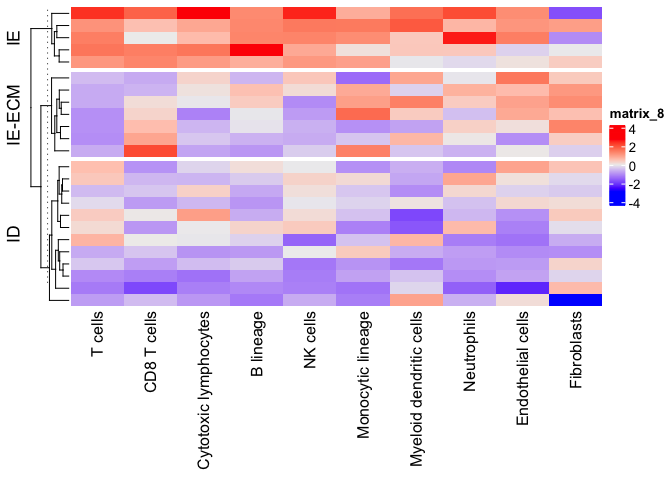 IE
IE-ECM
ID
matrix_8
4
2
0
-2
-4
T cells
CD8 T cells
Cytotoxic lymphocytes
B lineage
NK cells
Monocytic lineage
Myeloid dendritic cells
Neutrophils
Endothelial cells
Fibroblasts